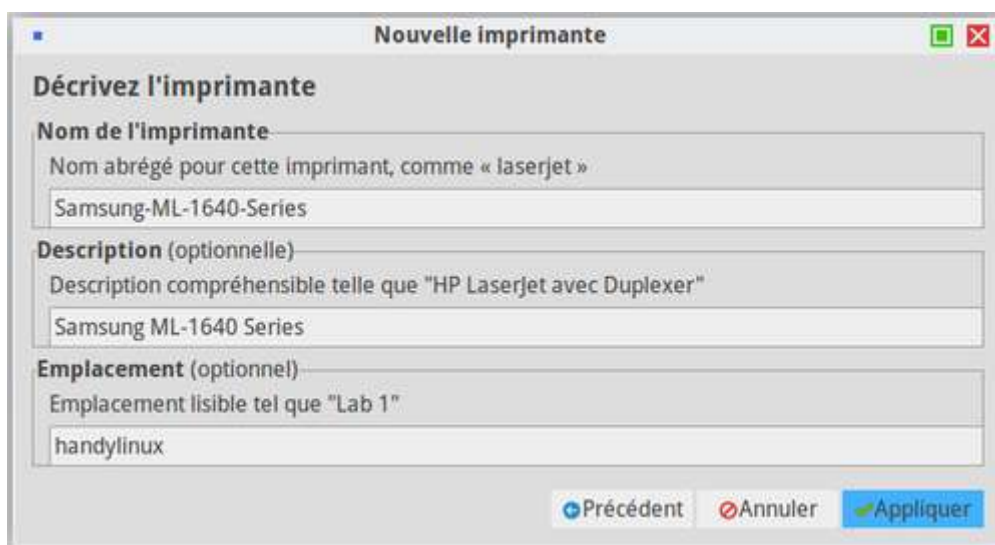 Nouvelle imprimante
Décrivez l'imprimante
Nom de l'imprimante
Nom abrégé pour cette imprimant, comme « laserjet »
Samsung-ML-1640-Series
Description (optionnelle)
Description compréhensible telle que "HP LaserJet avec Duplexer"
Samsung ML-1640 Series
Emplacement (optionnel)
Emplacement lisible tel que "Lab 1"
handylinux
Précédent Annuler Appliquer